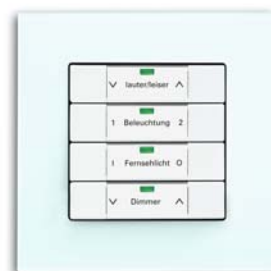 ∨ lauter/leiser ∧
1 Beleuchtung 2
I Fernsehlicht O
∨ Dimmer ∧